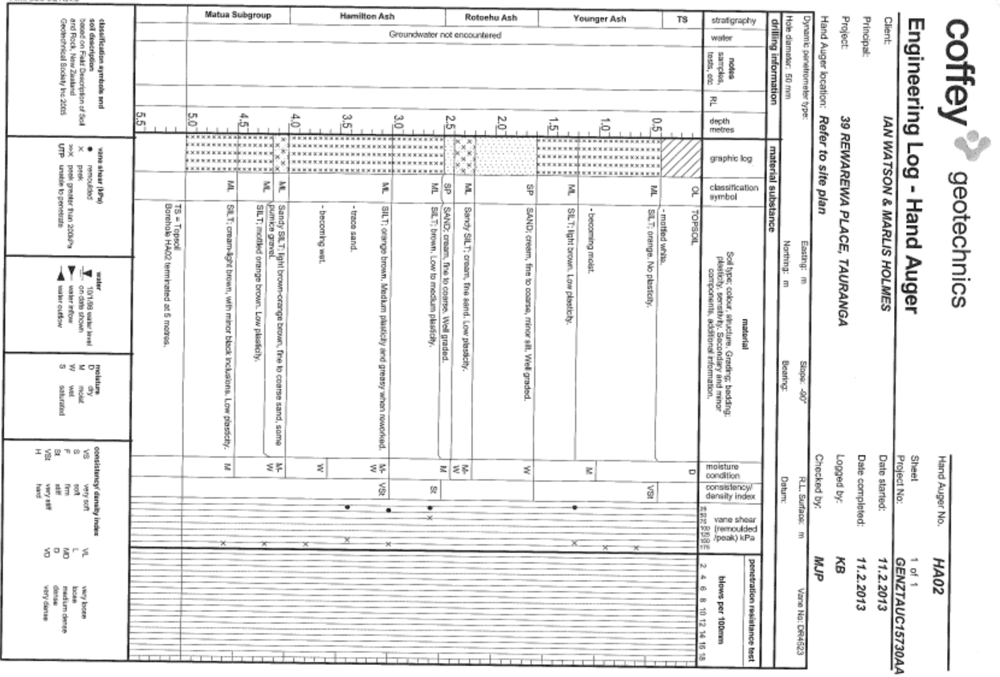 coffey geotechnics
Engineering Log - Hand Auger
Hand Auger No. HA02
Sheet 1 of 1
Project No: GENZTAUC15730AA
Client: IAN WATSON & MARLIS HOLMES
Date started: 11.2.2013
Principal:
Date completed: 11.2.2013
Project: 39 REWAREWA PLACE, TAURANGA
Logged by: KB
Hand Auger location: Refer to site plan
Checked by: MJP
Dynamic penetrometer type:
Easting: m
Slope: -90°
R.L. Surface: m
Vane No: DR4523
Hole diameter: 50 mm
Northing: m
Bearing:
Datum:
drilling information
material substance
penetration resistance test
stratigraphy
water
notes
samples,
tests, etc
RL
depth
metres
graphic log
classification
symbol
material
Soil type; colour, structure. Grading; bedding;
plasticity, sensitivity. Secondary and minor
components, additional information.
moisture
condition
consistency/
density index
vane shear
(remoulded
/peak) kPa
25
50
75
100
125
150
175
blows per 100mm
2 4 6 8 10 12 14 16 18
TS
Younger Ash
Rotoehu Ash
Hamilton Ash
Matua Subgroup
Groundwater not encountered
0.5
1.0
1.5
2.0
2.5
3.0
3.5
4.0
4.5
5.0
5.5
OL TOPSOIL D
- mottled white.
ML SILT; orange. No plasticity. VSt
- becoming moist. M
ML SILT; light brown. Low plasticity.
SP SAND; cream, fine to coarse, minor silt. Well graded. W
ML Sandy SILT; cream, fine sand. Low plasticity. M-W
SP SAND; cream, fine to coarse. Well graded.
ML SILT; brown. Low to medium plasticity. M St
ML SILT; orange brown. Medium plasticity and greasy when reworked. M-W VSt
- trace sand.
- becoming wet. W
ML Sandy SILT; light brown-orange brown, fine to coarse sand, some
pumice gravel. M-W
ML SILT; mottled orange brown. Low plasticity.
ML SILT; cream-light brown, with minor black inclusions. Low plasticity. M
TS = Topsoil
Borehole HA02 terminated at 5 metres.
classification symbols and
soil description
based on Field Description of Soil
and Rock, New Zealand
Geotechnical Society Inc 2005
vane shear (kPa)
remoulded
peak
>>X peak greater than 200kPa
UTP unable to penetrate
water
10/1/98 water level
on date shown
water inflow
water outflow
moisture
D dry
M moist
W wet
S saturated
consistency/ density index
VS very soft
S soft
F firm
St stiff
VSt very stiff
H hard
VL very loose
L loose
MD medium dense
D dense
VD very dense